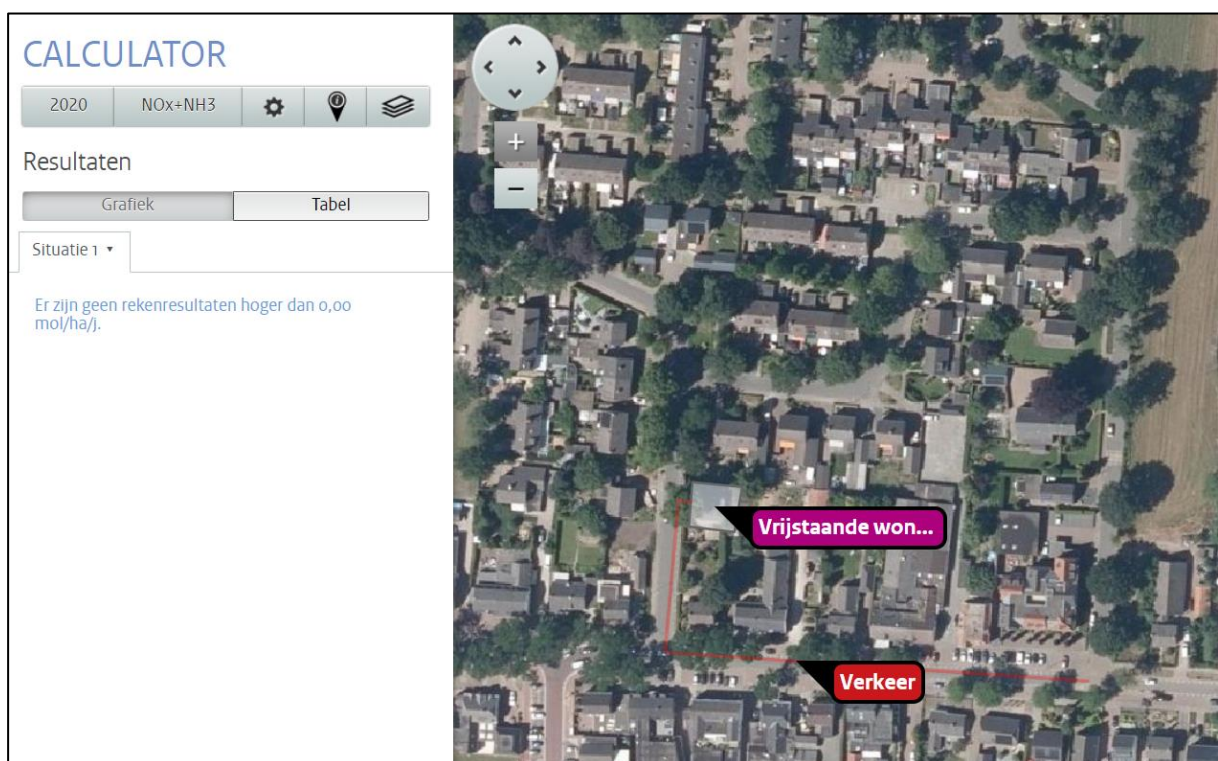 CALCULATOR
2020 NOx+NH3
Resultaten
Grafiek Tabel
Situatie 1
Er zijn geen rekenresultaten hoger dan 0,00
mol/ha/j.
Vrijstaande won...
Verkeer